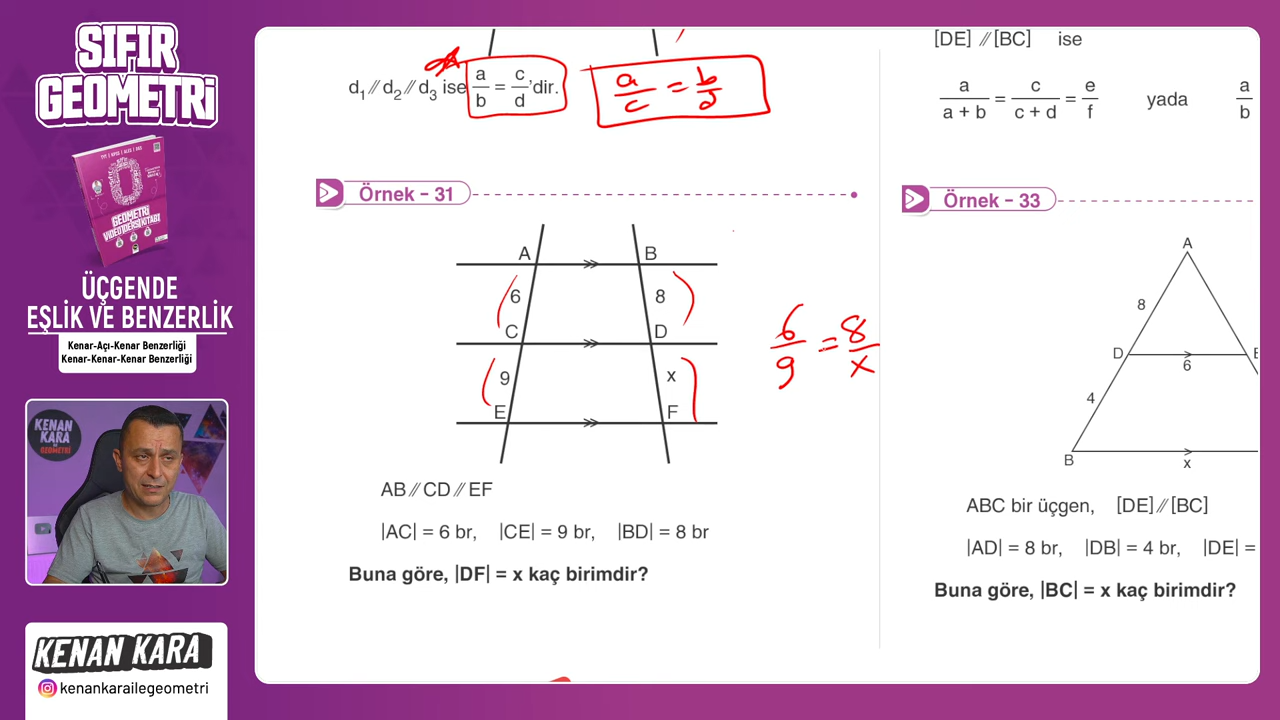 SIFIR
GEOMETRİ
GEOMETRİ
VİDEO DERS KİTABI
ÜÇGENDE
EŞLİK VE BENZERLİK
Kenar-Açı-Kenar Benzerliği
Kenar-Kenar-Kenar Benzerliği
KENAN
KARA
ile
GEOMETRİ
KENAN KARA
kenankarailegeometri
d₁ // d₂ // d₃ ise a/b = c/d 'dir.
a/c = b/d
Örnek - 31
A B
6 8
C D
9 x
E F
6/9 = 8/x
AB // CD // EF
|AC| = 6 br, |CE| = 9 br, |BD| = 8 br
Buna göre, |DF| = x kaç birimdir?
[DE] // [BC] ise
a/(a + b) = c/(c + d) = e/f yada a/b
Örnek - 33
A
8
D E
6
4
B
x
ABC bir üçgen, [DE] // [BC]
|AD| = 8 br, |DB| = 4 br, |DE| =
Buna göre, |BC| = x kaç birimdir?